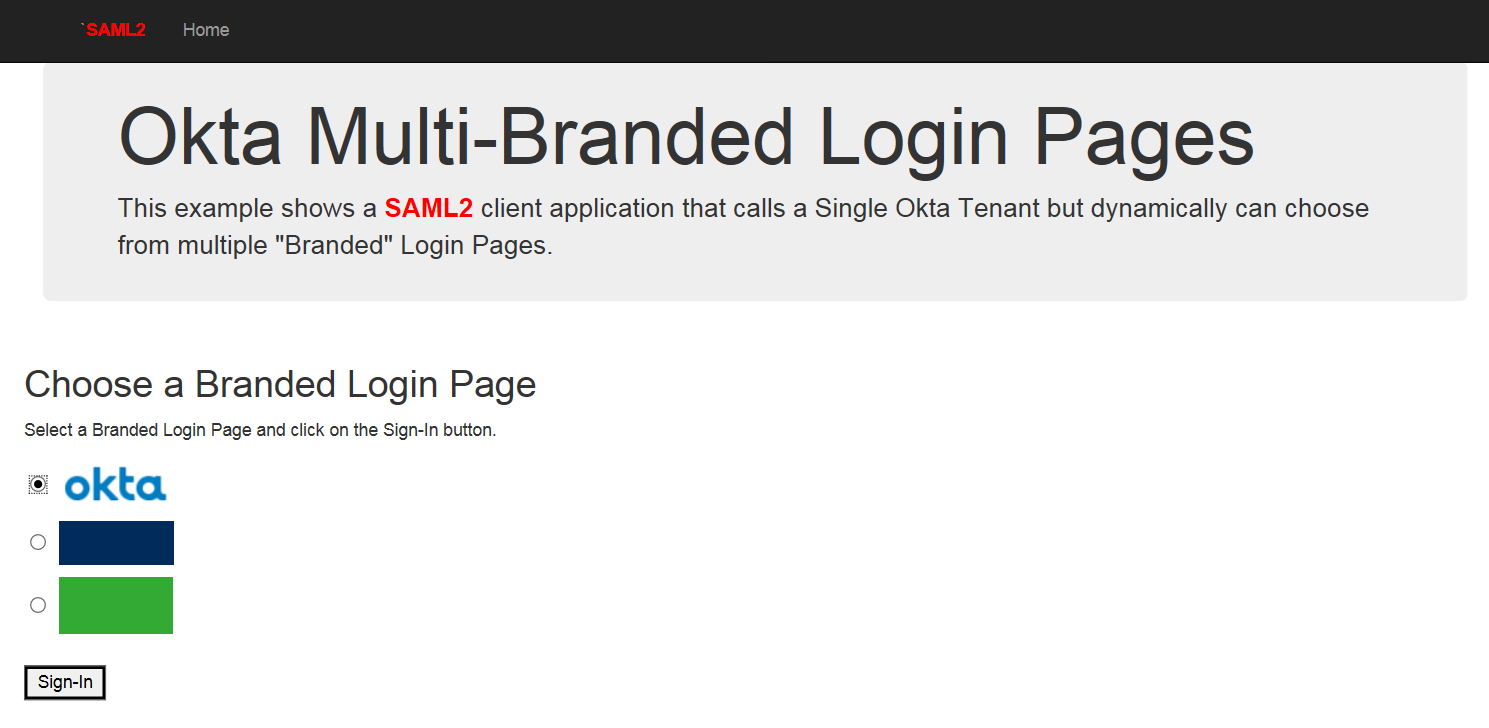 `SAML2 Home
Okta Multi-Branded Login Pages
This example shows a SAML2 client application that calls a Single Okta Tenant but dynamically can choose
from multiple "Branded" Login Pages.
Choose a Branded Login Page
Select a Branded Login Page and click on the Sign-In button.
okta
Sign-In